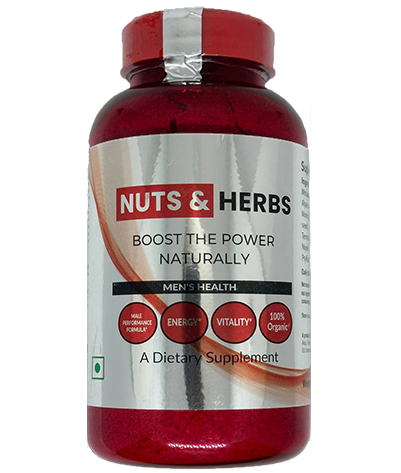 NUTS & HERBS
BOOST THE POWER
NATURALLY
MEN'S HEALTH
MALE
PERFORMANCE
FORMULA*
ENERGY*
VITALITY*
100%
Organic*
A Dietary Supplement